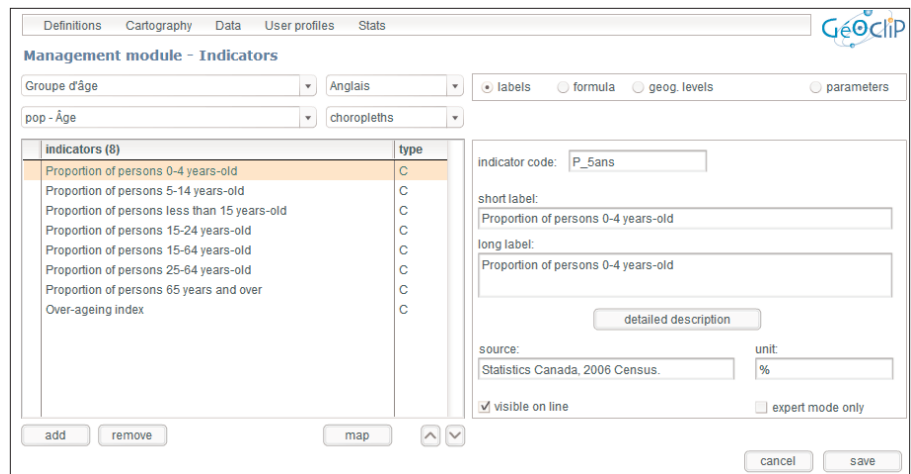 Definitions Cartography Data User profiles Stats
GéOcliP
Management module - Indicators
Groupe d'âge Anglais labels formula geog. levels parameters
pop - Âge choropleths
indicators (8) type
Proportion of persons 0-4 years-old C
Proportion of persons 5-14 years-old C
Proportion of persons less than 15 years-old C
Proportion of persons 15-24 years-old C
Proportion of persons 15-64 years-old C
Proportion of persons 25-64 years-old C
Proportion of persons 65 years and over C
Over-ageing index C
add remove map
indicator code: P_5ans
short label:
Proportion of persons 0-4 years-old
long label:
Proportion of persons 0-4 years-old
detailed description
source: unit:
Statistics Canada, 2006 Census. %
visible on line expert mode only
cancel save